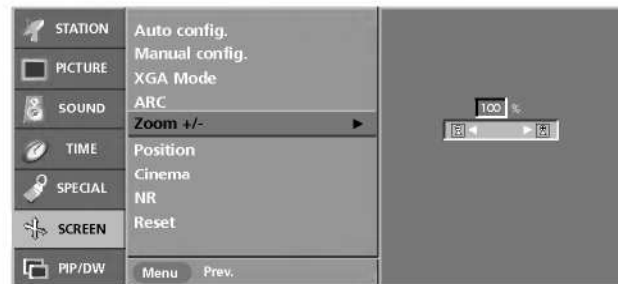 STATION
PICTURE
SOUND
TIME
SPECIAL
SCREEN
PIP/DW
Auto config.
Manual config.
XGA Mode
ARC
Zoom +/-
Position
Cinema
NR
Reset
Menu Prev.
100 %